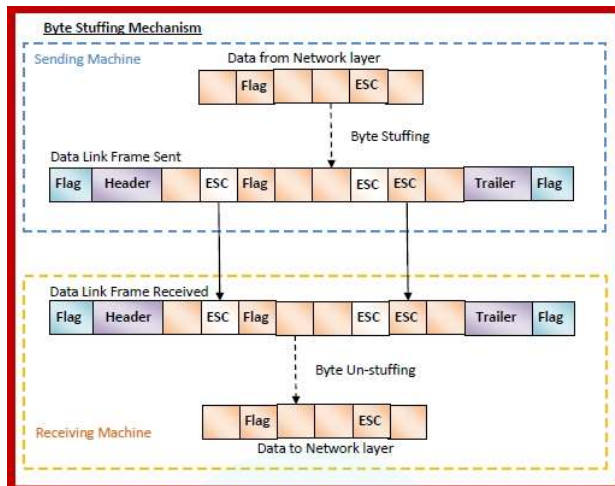 Byte Stuffing Mechanism
Sending Machine
Data from Network layer
Flag ESC
Byte Stuffing
Data Link Frame Sent
Flag Header ESC Flag ESC ESC Trailer Flag
Data Link Frame Received
Flag Header ESC Flag ESC ESC Trailer Flag
Byte Un-stuffing
Flag ESC
Receiving Machine
Data to Network layer